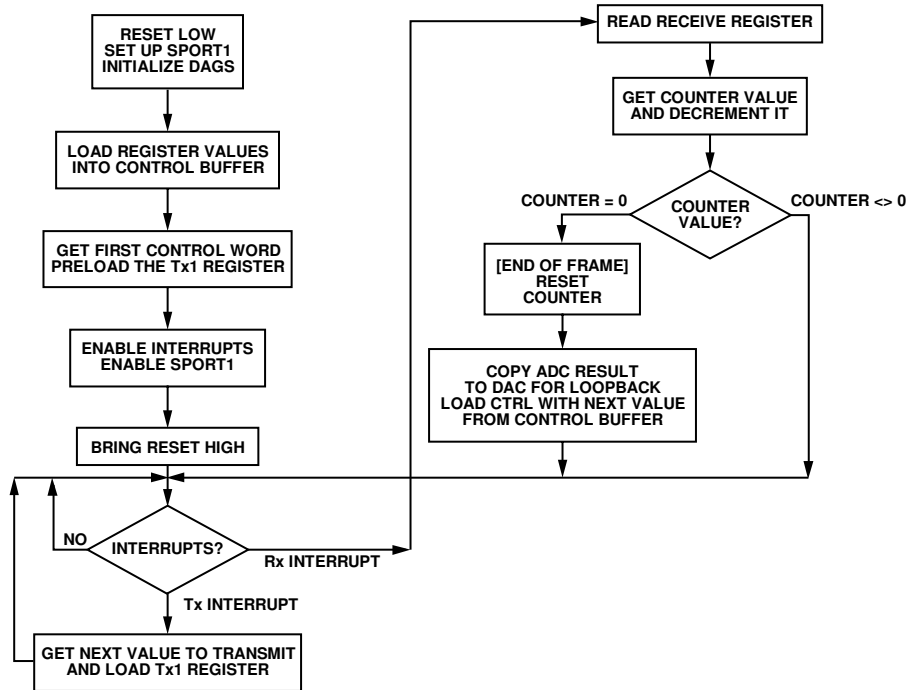 RESET LOW
SET UP SPORT1
INITIALIZE DAGS
LOAD REGISTER VALUES
INTO CONTROL BUFFER
GET FIRST CONTROL WORD
PRELOAD THE Tx1 REGISTER
ENABLE INTERRUPTS
ENABLE SPORT1
BRING RESET HIGH
NO
INTERRUPTS?
Rx INTERRUPT
Tx INTERRUPT
GET NEXT VALUE TO TRANSMIT
AND LOAD Tx1 REGISTER
READ RECEIVE REGISTER
GET COUNTER VALUE
AND DECREMENT IT
COUNTER = 0
COUNTER
VALUE?
COUNTER <> 0
[END OF FRAME]
RESET
COUNTER
COPY ADC RESULT
TO DAC FOR LOOPBACK
LOAD CTRL WITH NEXT VALUE
FROM CONTROL BUFFER